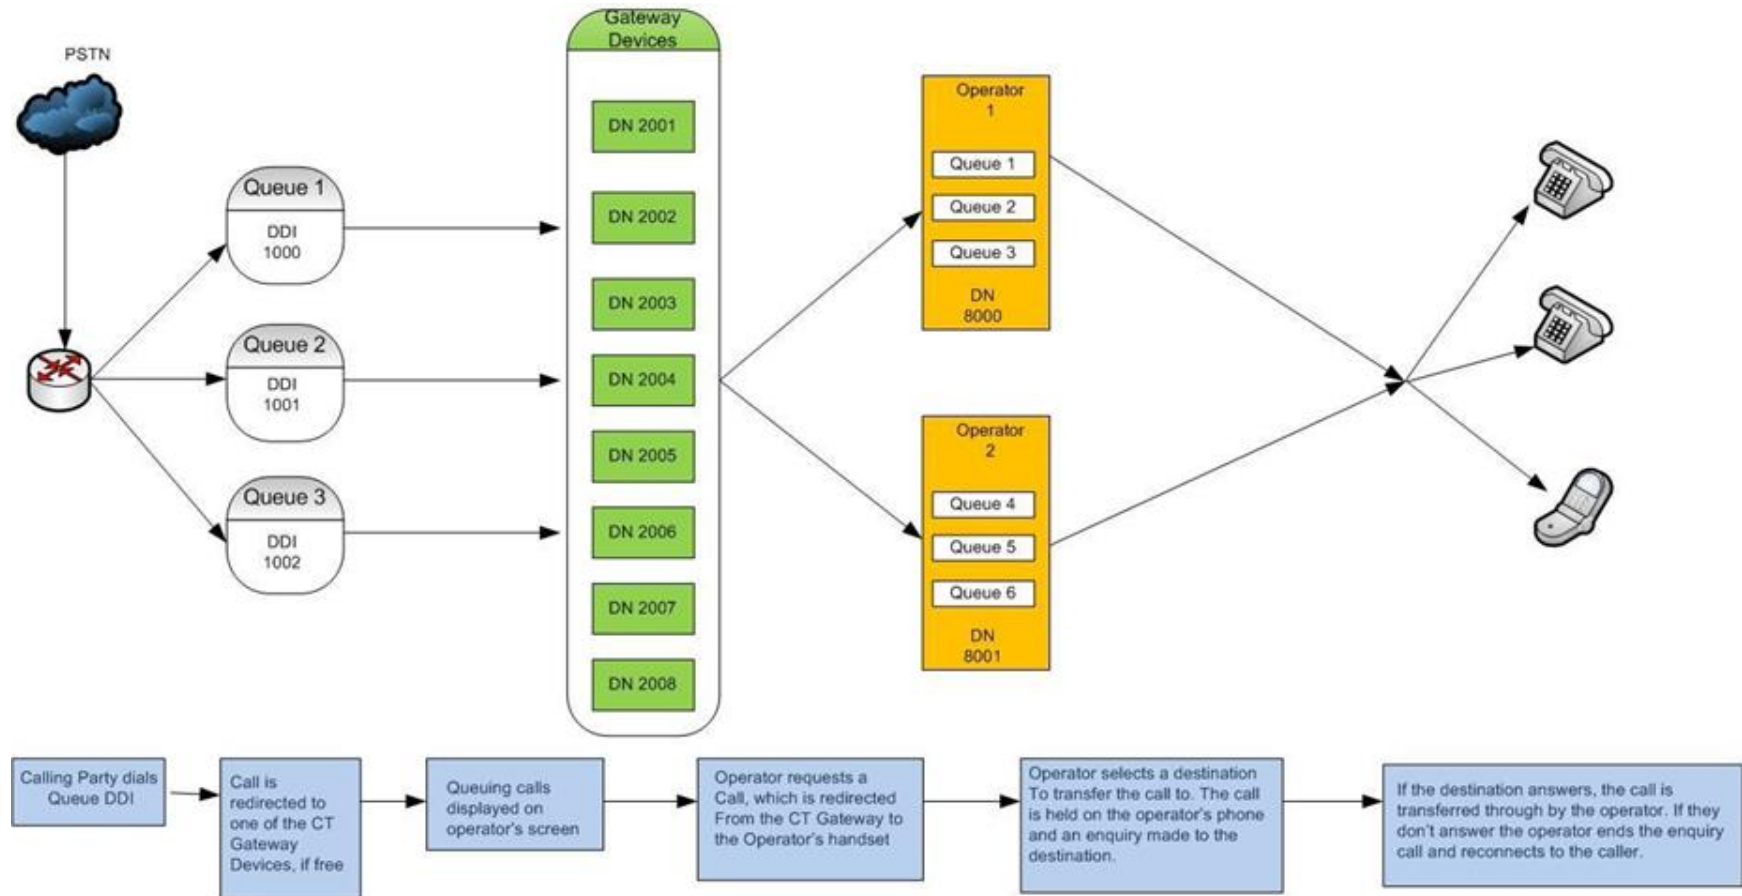 PSTN
Queue 1
DDI
1000
Queue 2
DDI
1001
Queue 3
DDI
1002
Gateway
Devices
DN 2001
DN 2002
DN 2003
DN 2004
DN 2005
DN 2006
DN 2007
DN 2008
Operator
1
Queue 1
Queue 2
Queue 3
DN
8000
Operator
2
Queue 4
Queue 5
Queue 6
DN
8001
Calling Party dials
Queue DDI
Call is
redirected to
one of the CT
Gateway
Devices, if free
Queuing calls
displayed on
operator's screen
Operator requests a
Call, which is redirected
From the CT Gateway to
the Operator's handset
Operator selects a destination
To transfer the call to. The call
is held on the operator's phone
and an enquiry made to the
destination.
If the destination answers, the call is
transferred through by the operator. If they
don't answer the operator ends the enquiry
call and reconnects to the caller.